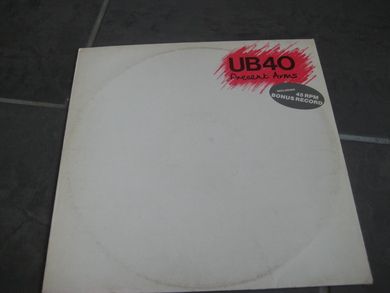 UB40
Present Arms
45 RPM
BONUS RECORD